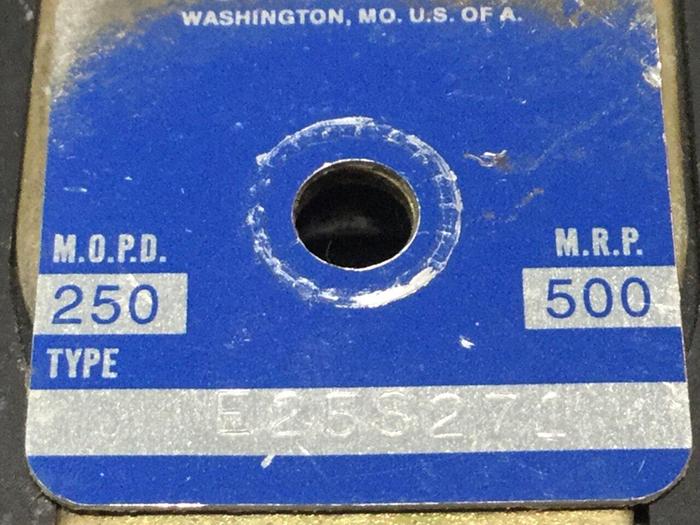 WASHINGTON, MO. U.S. OF A.
M.O.P.D. M.R.P.
250 500
TYPE
E25S271